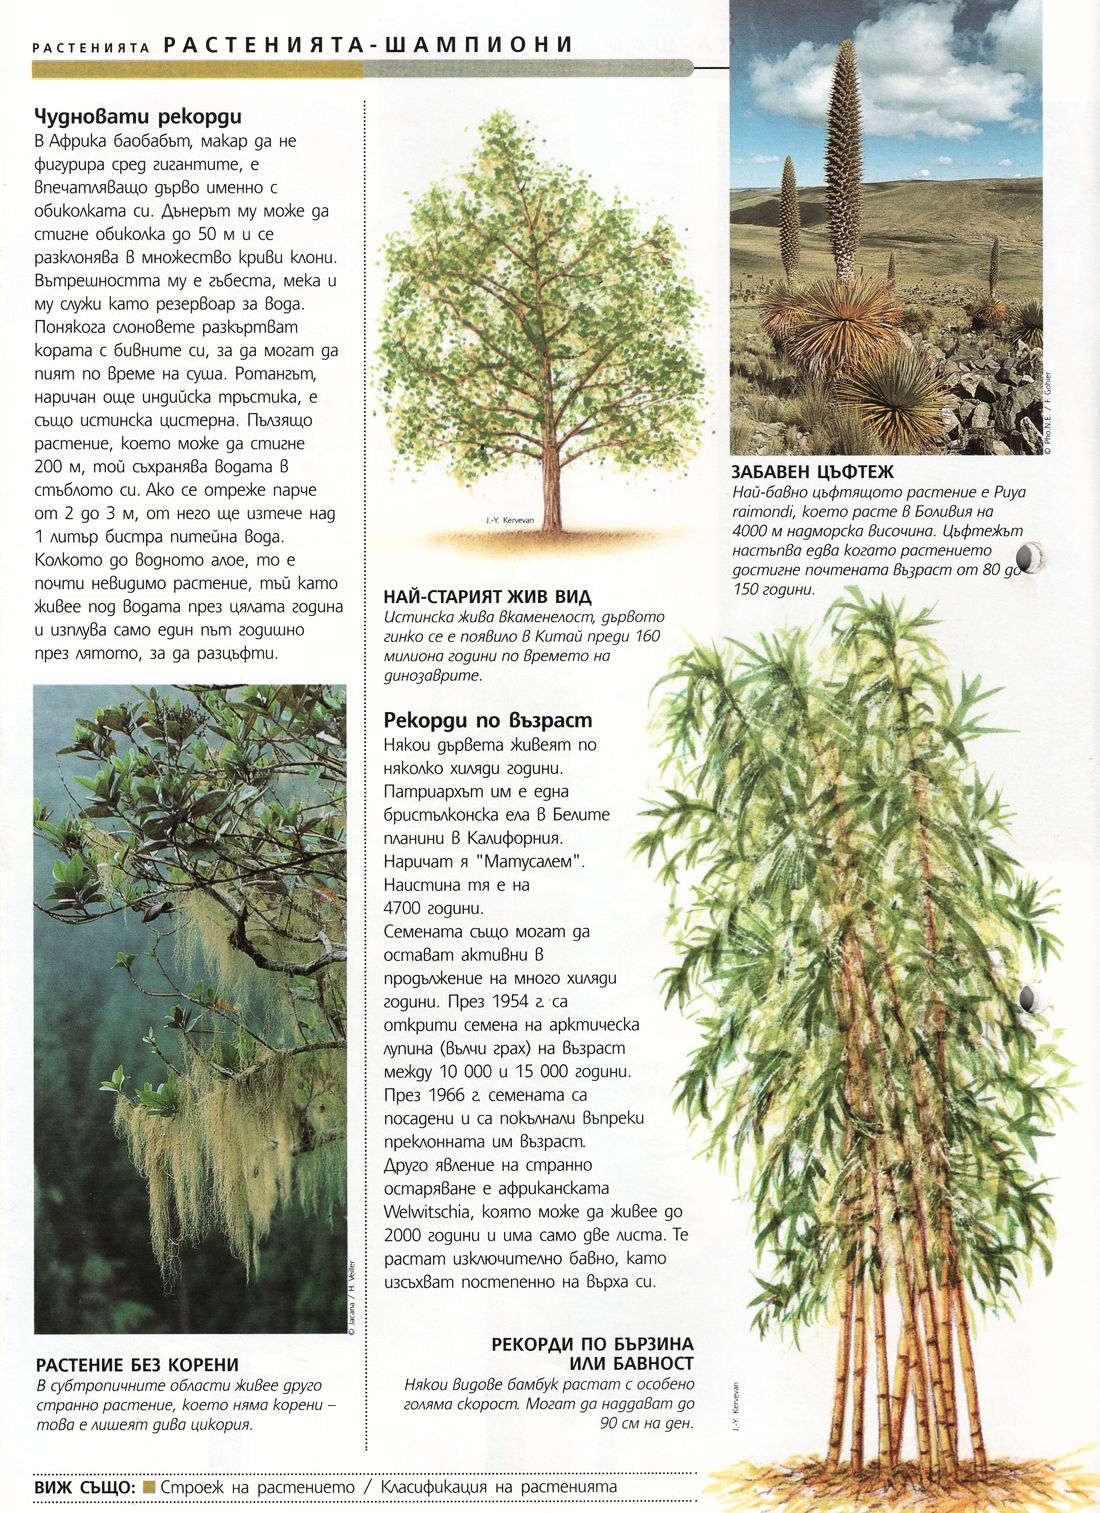 РАСТЕНИЯТА РАСТЕНИЯТА-ШАМПИОНИ
Чудновати рекорди
В Африка баобабът, макар да не
фигурира сред гигантите, е
впечатляващо дърво именно с
обиколката си. Дънерът му може да
стигне обиколка до 50 м и се
разклонява в множество криви клони.
Вътрешността му е гъбеста, мека и
му служи като резервоар за вода.
Понякога слоновете разкъртват
кората с бивните си, за да могат да
пият по време на суша. Ротангът,
наричан още индийска тръстика, е
също истинска цистерна. Пълзящо
растение, което може да стигне
200 м, той съхранява водата в
стъблото си. Ако се отреже парче
от 2 до 3 м, от него ще изтече над
1 литър бистра питейна вода.
Колкото до водното алое, то е
почти невидимо растение, тъй като
живее под водата през цялата година
и изплува само един път годишно
през лятото, за да разцъфти.
© Jacana / H. Veiller
РАСТЕНИЕ БЕЗ КОРЕНИ
В субтропичните области живее друго
странно растение, което няма корени –
това е лишеят дива цикория.
J.-Y. Kervevan
НАЙ-СТАРИЯТ ЖИВ ВИД
Истинска жива вкаменелост, дървото
гинко се е появило в Китай преди 160
милиона години по времето на
динозаврите.
Рекорди по възраст
Някои дървета живеят по
няколко хиляди години.
Патриархът им е една
бристълконска ела в Белите
планини в Калифорния.
Наричат я "Матусалем".
Наистина тя е на
4700 години.
Семената също могат да
остават активни в
продължение на много хиляди
години. През 1954 г. са
открити семена на арктическа
лупина (вълчи грах) на възраст
между 10 000 и 15 000 години.
През 1966 г. семената са
посадени и са покълнали въпреки
преклонната им възраст.
Друго явление на странно
остаряване е африканската
Welwitschia, която може да живее до
2000 години и има само две листа. Те
растат изключително бавно, като
изсъхват постепенно на върха си.
РЕКОРДИ ПО БЪРЗИНА
ИЛИ БАВНОСТ
Някои видове бамбук растат с особено
голяма скорост. Могат да наддават до
90 см на ден.
© Pho.N.E. / F. Gohier
ЗАБАВЕН ЦЪФТЕЖ
Най-бавно цъфтящото растение е Puya
raimondi, което расте в Боливия на
4000 м надморска височина. Цъфтежът
настъпва едва когато растението
достигне почтената възраст от 80 до
150 години.
J.-Y. Kervevan
ВИЖ СЪЩО: Строеж на растението / Класификация на растенията